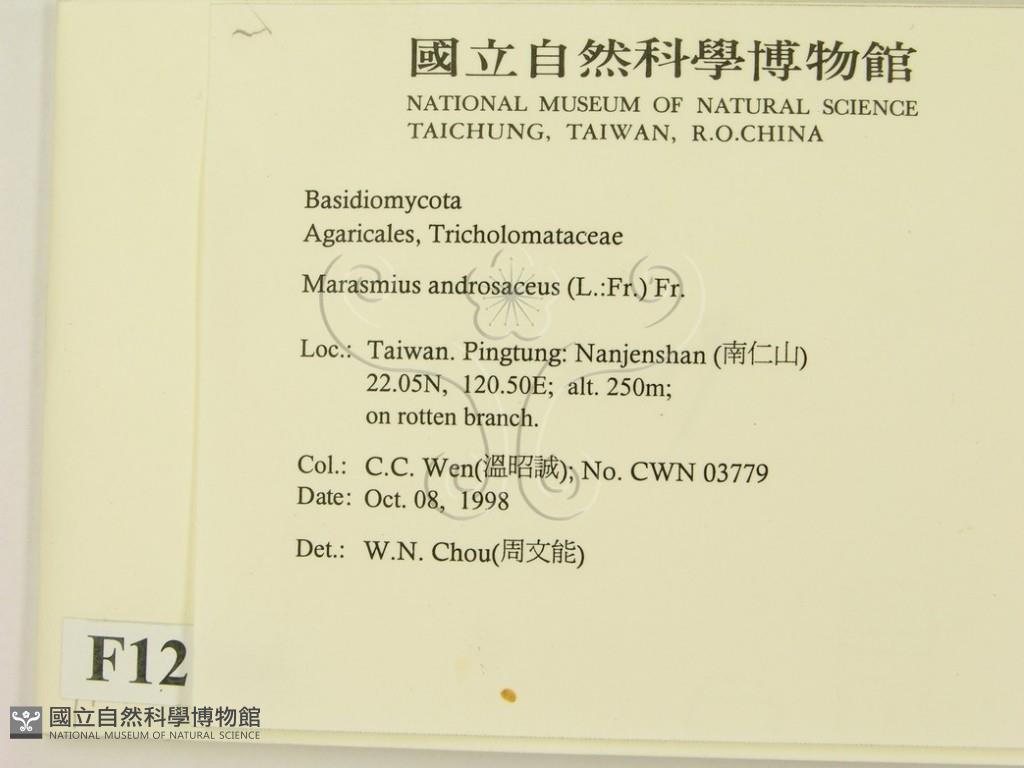 國立自然科學博物館
NATIONAL MUSEUM OF NATURAL SCIENCE
TAICHUNG, TAIWAN, R.O.CHINA
Basidiomycota
Agaricales, Tricholomataceae
Marasmius androsaceus (L.:Fr.) Fr.
Loc.: Taiwan. Pingtung: Nanjenshan (南仁山)
22.05N, 120.50E; alt. 250m;
on rotten branch.
Col.: C.C. Wen(溫昭誠); No. CWN 03779
Date: Oct. 08, 1998
Det.: W.N. Chou(周文能)
F12
國立自然科學博物館
NATIONAL MUSEUM OF NATURAL SCIENCE